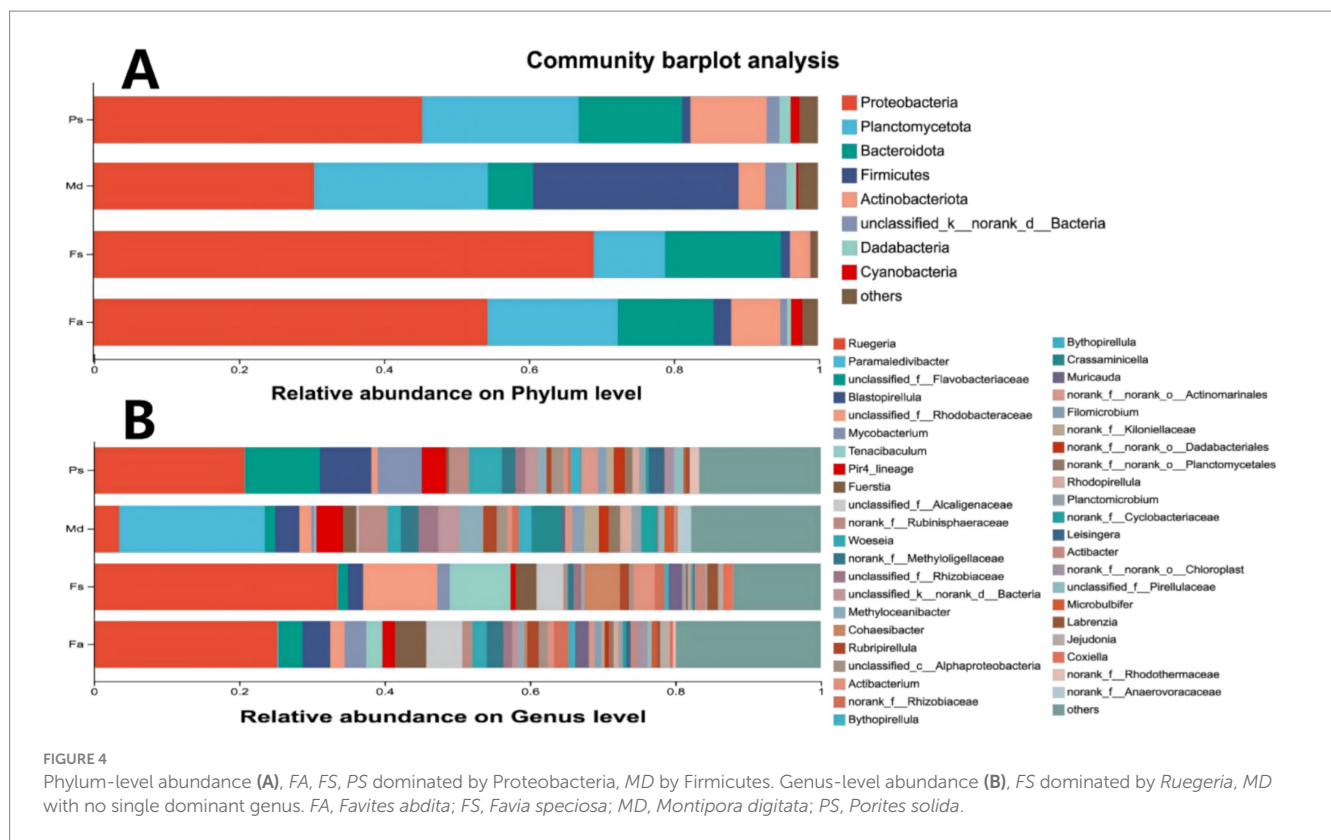 Community barplot analysis
A
Ps
Md
Fs
Fa
0
0.2
0.4
0.6
0.8
1
Relative abundance on Phylum level
Proteobacteria
Planctomycetota
Bacteroidota
Firmicutes
Actinobacteriota
unclassified_k__norank_d__Bacteria
Dadabacteria
Cyanobacteria
others
B
Ps
Md
Fs
Fa
0
0.2
0.4
0.6
0.8
1
Relative abundance on Genus level
Ruegeria
Paramaledivibacter
unclassified_f__Flavobacteriaceae
Blastopirellula
unclassified_f__Rhodobacteraceae
Mycobacterium
Tenacibaculum
Pir4_lineage
Fuerstia
unclassified_f__Alcaligenaceae
norank_f__Rubinisphaeraceae
Woeseia
norank_f__Methyloligellaceae
unclassified_f__Rhizobiaceae
unclassified_k__norank_d__Bacteria
Methyloceanibacter
Cohaesibacter
Rubripirellula
unclassified_c__Alphaproteobacteria
Actibacterium
norank_f__Rhizobiaceae
Bythopirellula
Bythopirellula
Crassaminicella
Muricauda
norank_f__norank_o__Actinomarinales
Filomicrobium
norank_f__Kiloniellaceae
norank_f__norank_o__Dadabacteriales
norank_f__norank_o__Planctomycetales
Rhodopirellula
Planctomicrobium
norank_f__Cyclobacteriaceae
Leisingera
Actibacter
norank_f__norank_o__Chloroplast
unclassified_f__Pirellulaceae
Microbulbifer
Labrenzia
Jejudonia
Coxiella
norank_f__Rhodothermaceae
norank_f__Anaerovoracaceae
others
FIGURE 4
Phylum-level abundance (A), FA, FS, PS dominated by Proteobacteria, MD by Firmicutes. Genus-level abundance (B), FS dominated by Ruegeria, MD
with no single dominant genus. FA, Favites abdita; FS, Favia speciosa; MD, Montipora digitata; PS, Porites solida.